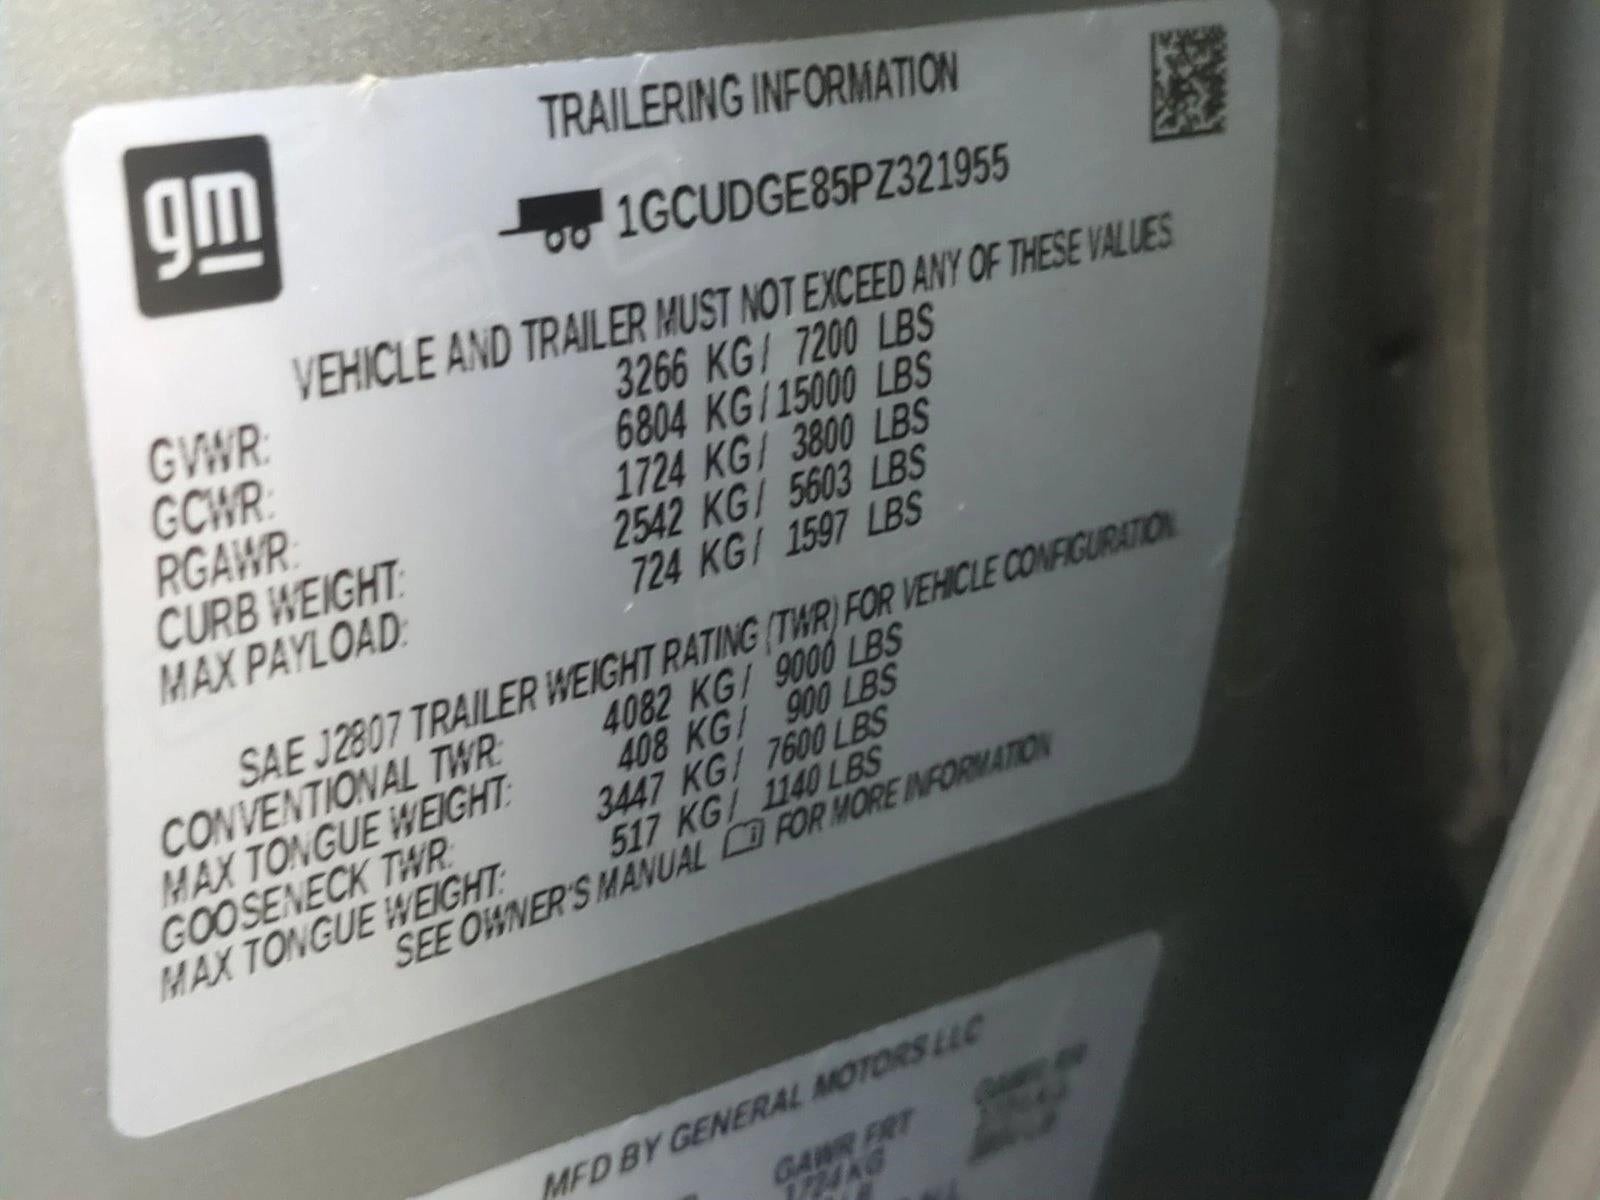 gm
TRAILERING INFORMATION
1GCUDGE85PZ321955
VEHICLE AND TRAILER MUST NOT EXCEED ANY OF THESE VALUES
GVWR: 3266 KG/ 7200 LBS
GCWR: 6804 KG/15000 LBS
RGAWR: 1724 KG/ 3800 LBS
CURB WEIGHT: 2542 KG/ 5603 LBS
MAX PAYLOAD: 724 KG/ 1597 LBS
SAE J2807 TRAILER WEIGHT RATING (TWR) FOR VEHICLE CONFIGURATION
CONVENTIONAL TWR: 4082 KG/ 9000 LBS
MAX TONGUE WEIGHT: 408 KG/ 900 LBS
GOOSENECK TWR: 3447 KG/ 7600 LBS
MAX TONGUE WEIGHT: 517 KG/ 1140 LBS
SEE OWNER'S MANUAL FOR MORE INFORMATION
MFD BY GENERAL MOTORS LLC
GAWR FRT GAWR RR
1724 KG